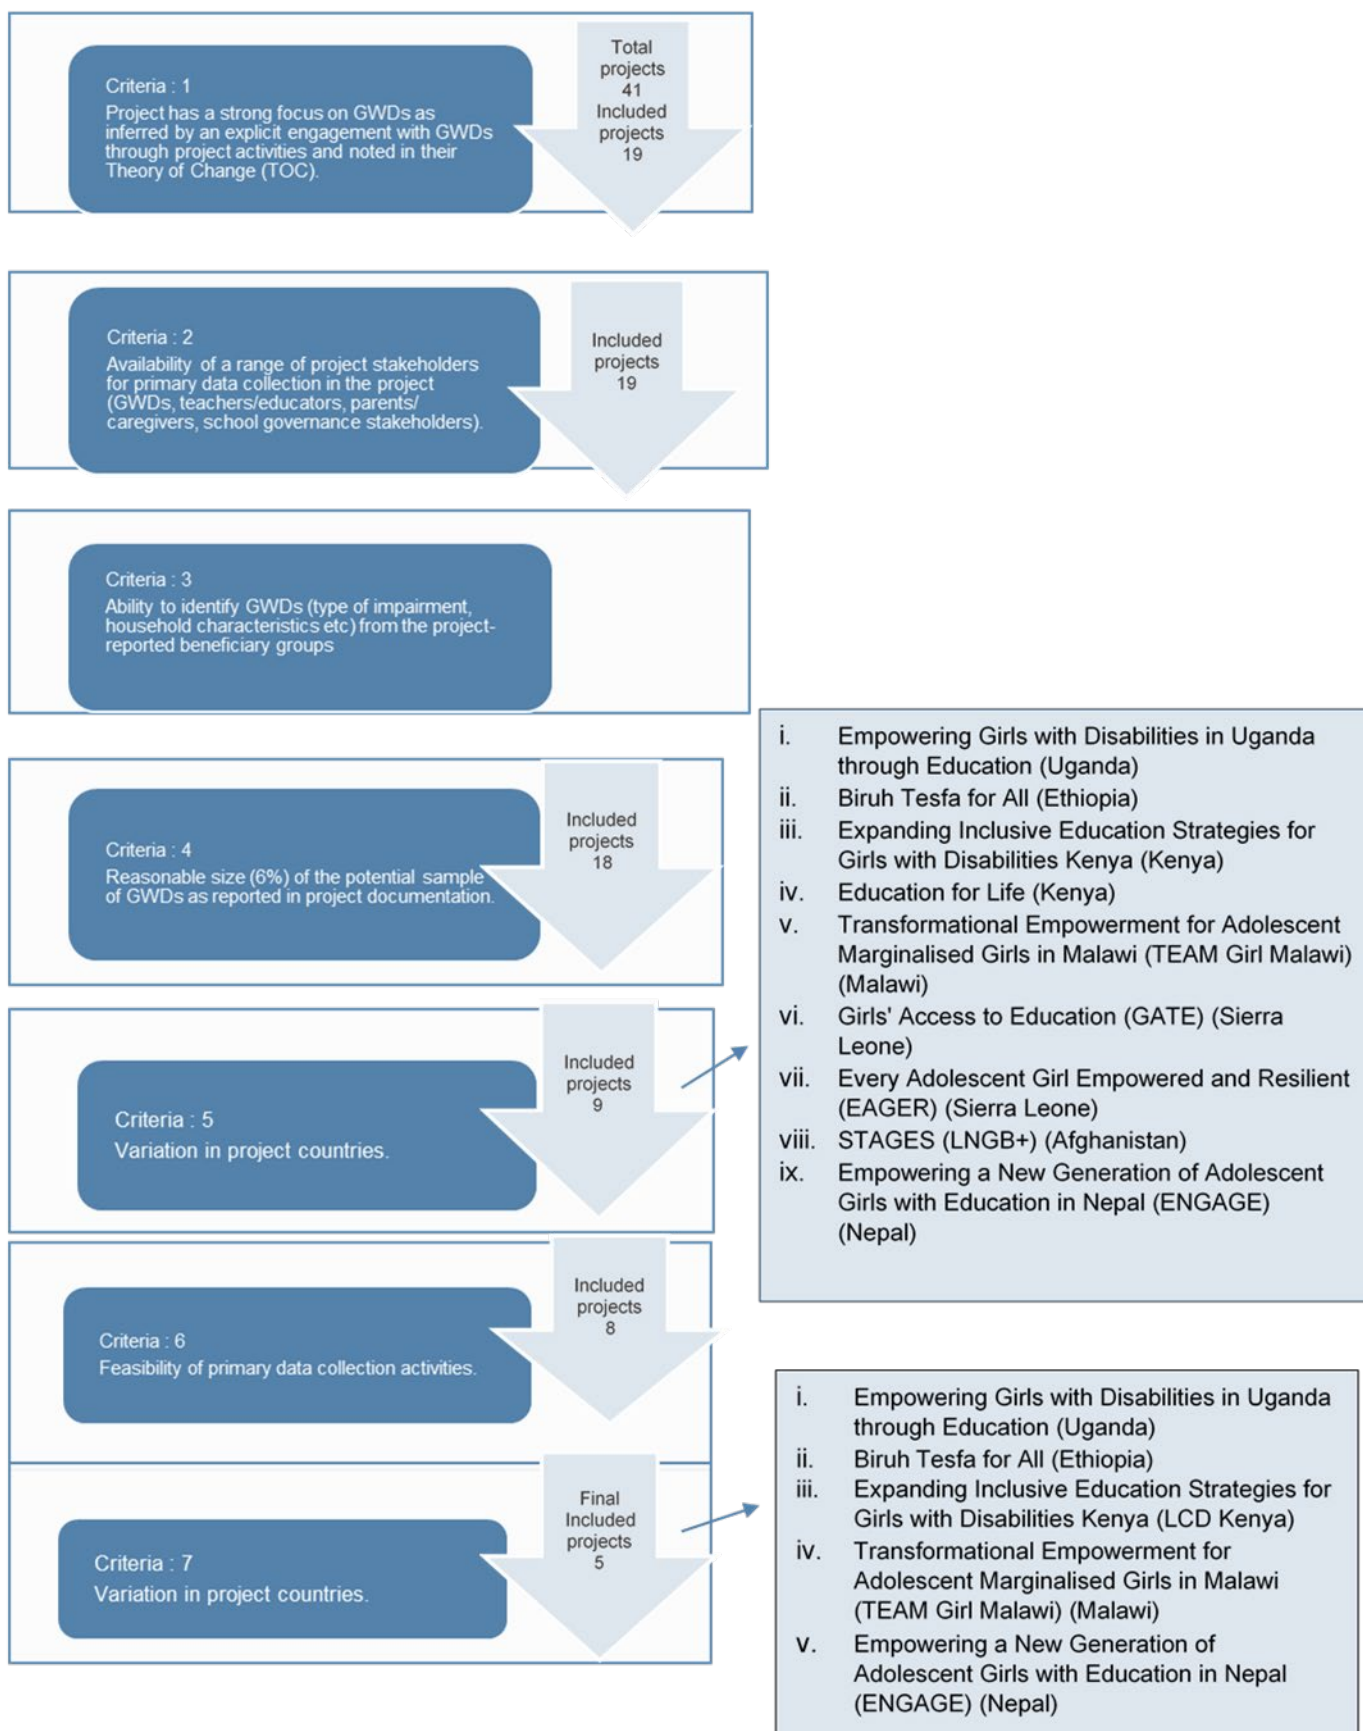 Criteria : 1
Project has a strong focus on GWDs as
inferred by an explicit engagement with GWDs
through project activities and noted in their
Theory of Change (TOC).
Total
projects
41
Included
projects
19
Criteria : 2
Availability of a range of project stakeholders
for primary data collection in the project
(GWDs, teachers/educators, parents/
caregivers, school governance stakeholders).
Included
projects
19
Criteria : 3
Ability to identify GWDs (type of impairment,
household characteristics etc) from the project-
reported beneficiary groups
Criteria : 4
Reasonable size (6%) of the potential sample
of GWDs as reported in project documentation.
Included
projects
18
Criteria : 5
Variation in project countries.
Included
projects
9
i. Empowering Girls with Disabilities in Uganda
through Education (Uganda)
ii. Biruh Tesfa for All (Ethiopia)
iii. Expanding Inclusive Education Strategies for
Girls with Disabilities Kenya (Kenya)
iv. Education for Life (Kenya)
v. Transformational Empowerment for Adolescent
Marginalised Girls in Malawi (TEAM Girl Malawi)
(Malawi)
vi. Girls' Access to Education (GATE) (Sierra
Leone)
vii. Every Adolescent Girl Empowered and Resilient
(EAGER) (Sierra Leone)
viii. STAGES (LNGB+) (Afghanistan)
ix. Empowering a New Generation of Adolescent
Girls with Education in Nepal (ENGAGE)
(Nepal)
Criteria : 6
Feasibility of primary data collection activities.
Included
projects
8
Criteria : 7
Variation in project countries.
Final
Included
projects
5
i. Empowering Girls with Disabilities in Uganda
through Education (Uganda)
ii. Biruh Tesfa for All (Ethiopia)
iii. Expanding Inclusive Education Strategies for
Girls with Disabilities Kenya (LCD Kenya)
iv. Transformational Empowerment for
Adolescent Marginalised Girls in Malawi
(TEAM Girl Malawi) (Malawi)
v. Empowering a New Generation of
Adolescent Girls with Education in Nepal
(ENGAGE) (Nepal)